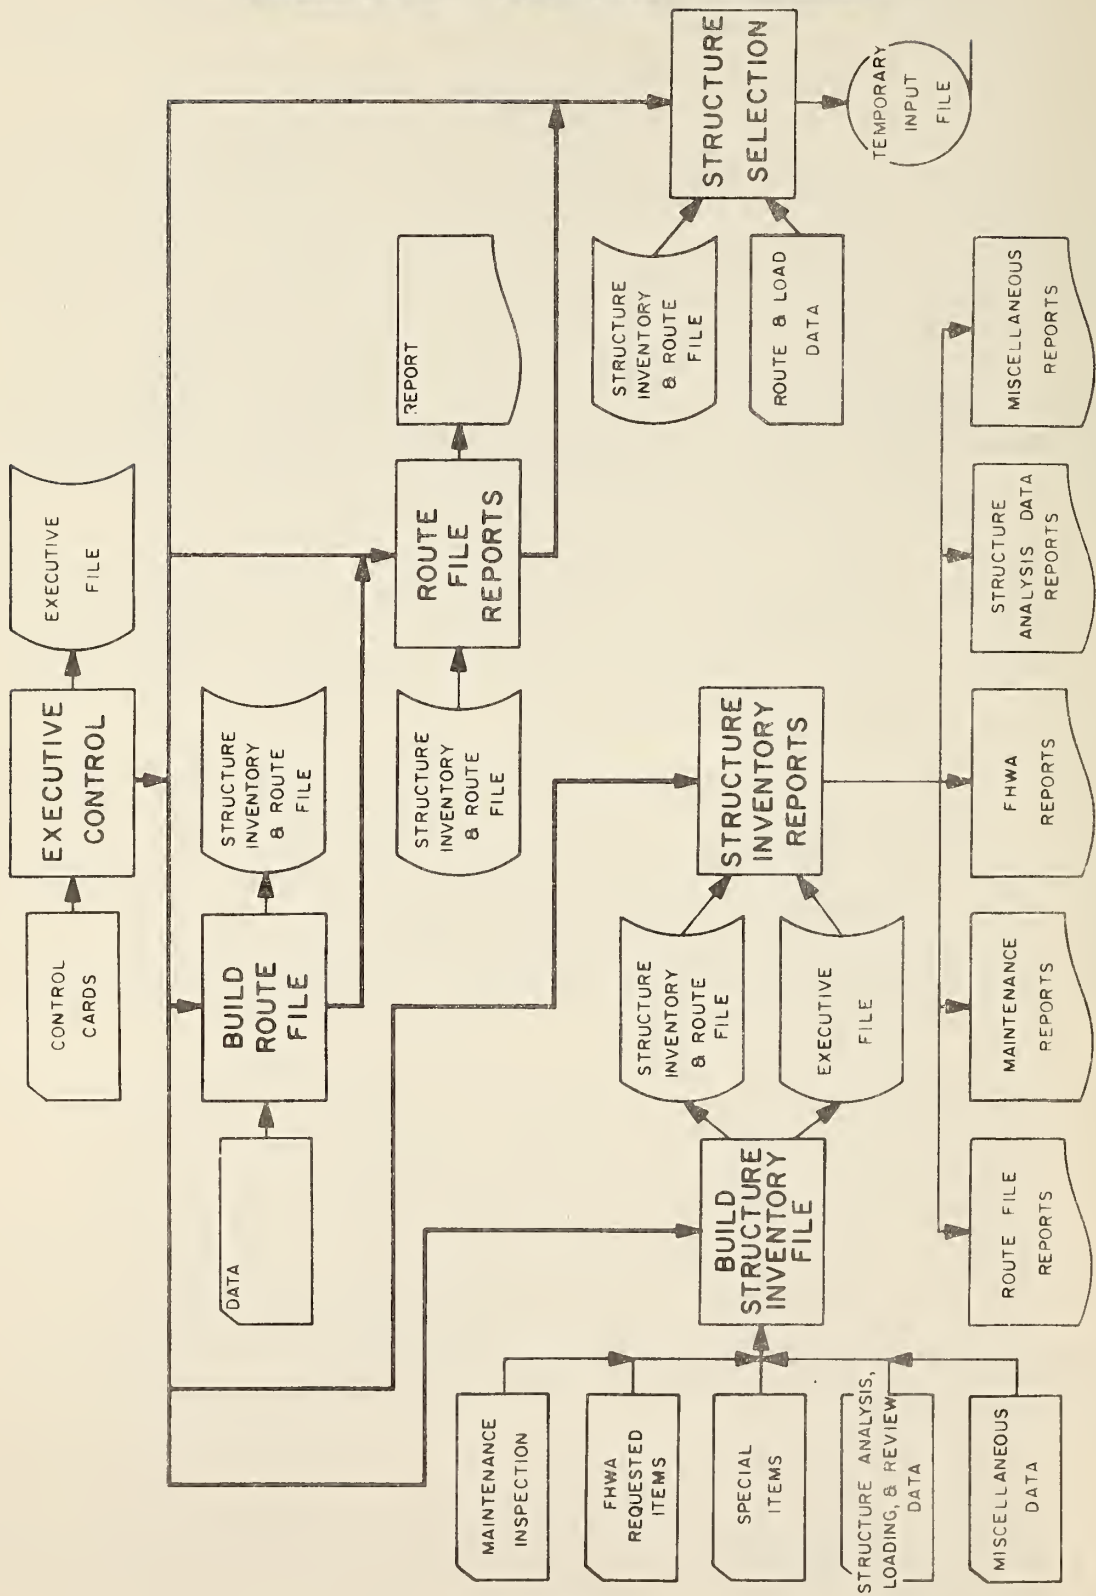 CONTROL
CARDS
EXECUTIVE
CONTROL
EXECUTIVE
FILE
DATA
BUILD
ROUTE
FILE
STRUCTURE
INVENTORY
& ROUTE
FILE
STRUCTURE
INVENTORY
& ROUTE
FILE
ROUTE
FILE
REPORTS
REPORT
MAINTENANCE
INSPECTION
FHWA
REQUESTED
ITEMS
SPECIAL
ITEMS
STRUCTURE ANALYSIS,
LOADING, & REVIEW
DATA
MISCELLANEOUS
DATA
BUILD
STRUCTURE
INVENTORY
FILE
STRUCTURE
INVENTORY
& ROUTE
FILE
EXECUTIVE
FILE
STRUCTURE
INVENTORY
REPORTS
STRUCTURE
INVENTORY
& ROUTE
FILE
ROUTE & LOAD
DATA
STRUCTURE
SELECTION
TEMPORARY
INPUT
FILE
ROUTE FILE
REPORTS
MAINTENANCE
REPORTS
FHWA
REPORTS
STRUCTURE
ANALYSIS DATA
REPORTS
MISCELLANEOUS
REPORTS